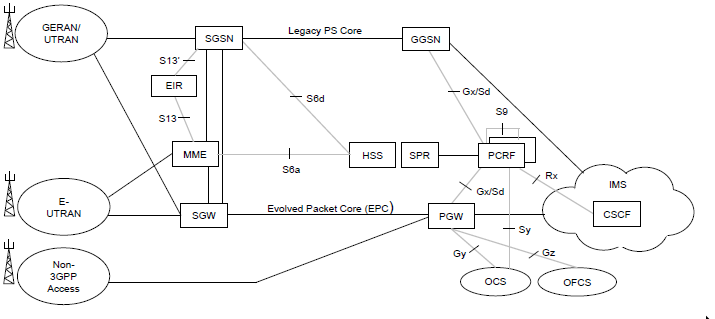 GERAN/
UTRAN
SGSN
Legacy PS Core
GGSN
S13'
EIR
S6d
Gx/Sd
S9
S13
MME
S6a
HSS
SPR
PCRF
Rx
IMS
Gx/Sd
E-
UTRAN
SGW
Evolved Packet Core (EPC)
PGW
CSCF
Sy
Non-
3GPP
Access
Gy
Gz
OCS
OFCS